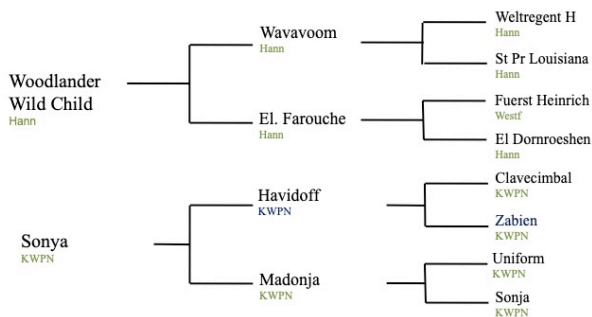 Weltregent H
Hann
Wavavoom
Hann
St Pr Louisiana
Hann
Woodlander
Wild Child
Hann
Fuerst Heinrich
Westf
El. Farouche
Hann
El Dornroeshen
Hann
Clavecimbal
KWPN
Havidoff
KWPN
Zabien
KWPN
Sonya
KWPN
Uniform
KWPN
Madonja
KWPN
Sonja
KWPN